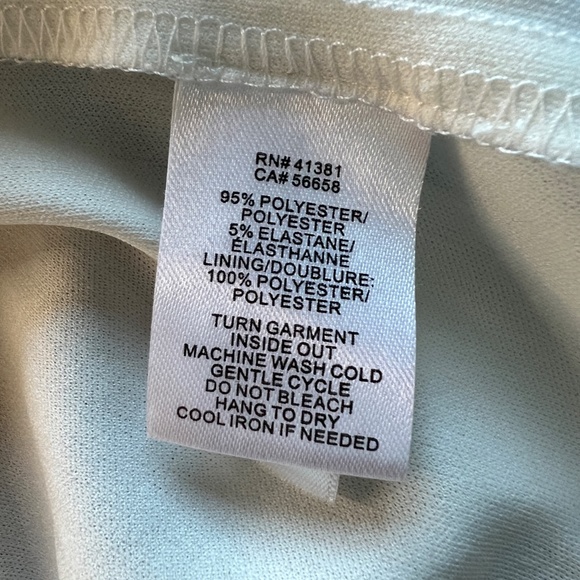 RN# 41381
CA# 56658
95% POLYESTER/
POLYESTER
5% ELASTANE/
ÉLASTHANNE
LINING/DOUBLURE:
100% POLYESTER/
POLYESTER
TURN GARMENT
INSIDE OUT
MACHINE WASH COLD
GENTLE CYCLE
DO NOT BLEACH
HANG TO DRY
COOL IRON IF NEEDED